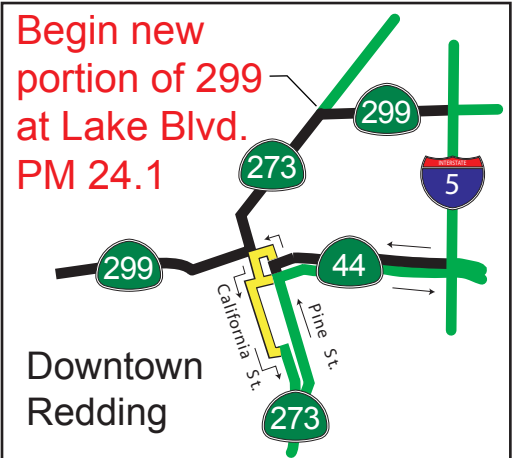 Begin new
portion of 299
at Lake Blvd.
PM 24.1
299
273
INTERSTATE
5
299
44
California St.
Pine St.
Downtown
Redding
273